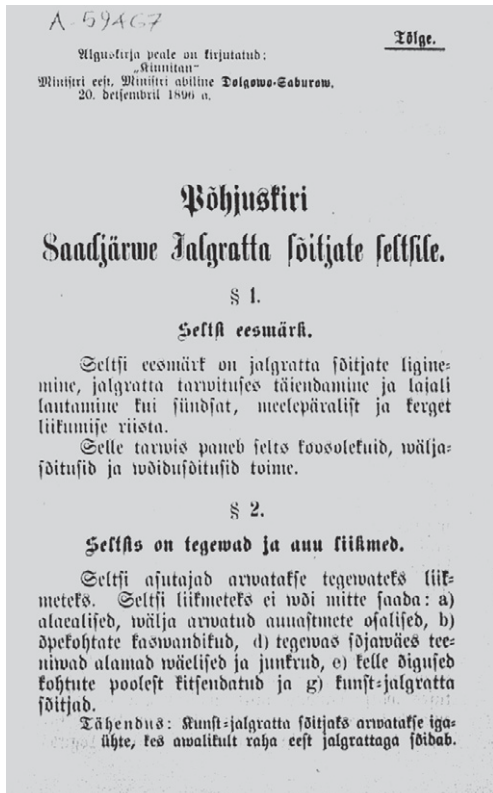 A-59467
Tõlge.
Alguskirja peale on kirjutatud:
„Kinnitan“
Ministri eest, Ministri abiline Dolgowo-Saburow.
20. detsembril 1896 a.
Põhjuskiri
Saadjärwe Jalgratta sõitjate seltsile.
§ 1.
Seltsi eesmärk.
Seltsi eesmärk on jalgratta sõitjate ligine-
mine, jalgratta tarwituses täiendamine ja lajali
lautamine kui sündsat, meelepäralist ja kerget
liikumise riista.
Selle tarwis paneb selts koosolekuid, wälja-
sõitusid ja wõidusõitusid toime.
§ 2.
Seltsis on tegewad ja auu liikmed.
Seltsi asutajad arwatakse tegewateks liik-
meteks. Seltsi liikmeteks ei wõi mitte saada: a)
alaealised, wälja arwatud auuastmete osalised, b)
õpekohtate kaswandikud, d) tegewas sõjawäes tee-
niwad alamad wäelised ja junkrud, e) kelle õigused
kohtute poolest kitsendatud ja g) kunst-jalgratta
sõitjad.
Tähendus: Kunst-jalgratta sõitjaks arwatakse iga-
ühte, kes awalikult raha eest jalgrattaga sõidab.